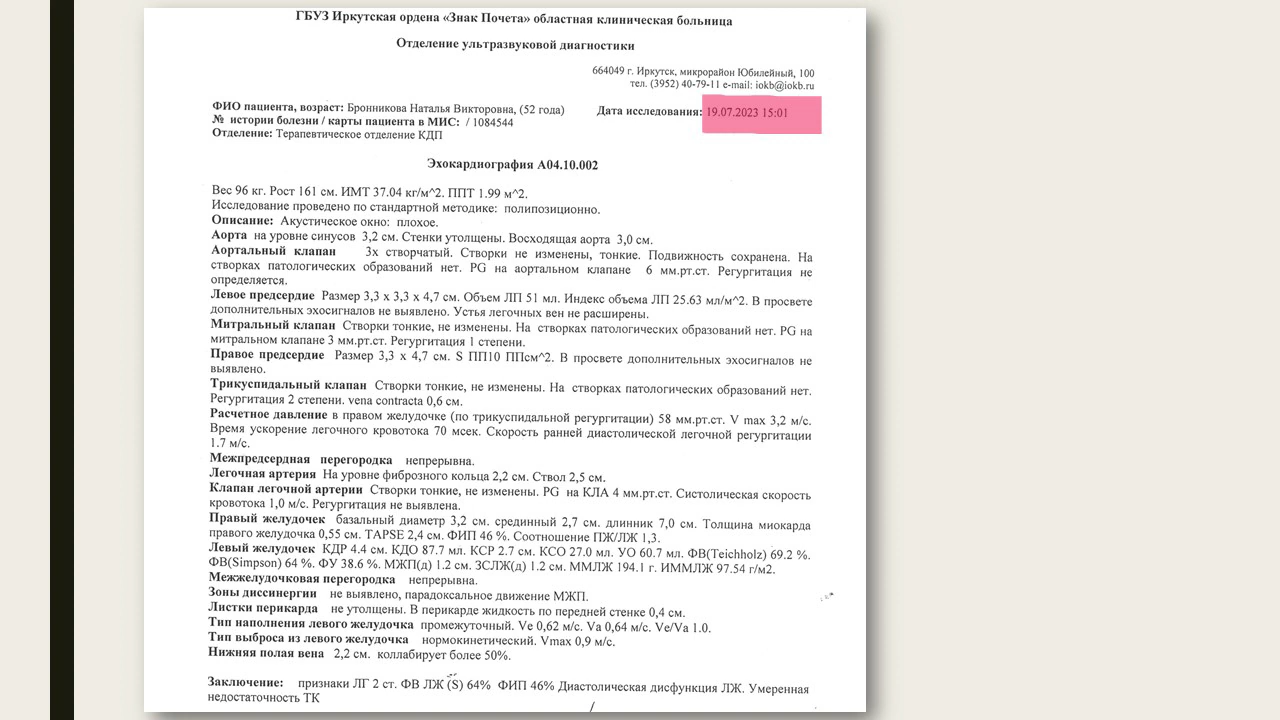 ГБУЗ Иркутская ордена «Знак Почета» областная клиническая больница
Отделение ультразвуковой диагностики
664049 г. Иркутск, микрорайон Юбилейный, 100
тел. (3952) 40-79-11 e-mail: iokb@iokb.ru
ФИО пациента, возраст: Бронникова Наталья Викторовна, (52 года) Дата исследования: 19.07.2023 15:01
№ истории болезни / карты пациента в МИС: / 1084544
Отделение: Терапевтическое отделение КДП
Эхокардиография А04.10.002
Вес 96 кг. Рост 161 см. ИМТ 37.04 кг/м^2. ППТ 1.99 м^2.
Исследование проведено по стандартной методике: полипозиционно.
Описание: Акустическое окно: плохое.
Аорта на уровне синусов 3,2 см. Стенки утолщены. Восходящая аорта 3,0 см.
Аортальный клапан 3х створчатый. Створки не изменены, тонкие. Подвижность сохранена. На
створках патологических образований нет. PG на аортальном клапане 6 мм.рт.ст. Регургитация не
определяется.
Левое предсердие Размер 3,3 х 3,3 х 4,7 см. Объем ЛП 51 мл. Индекс объема ЛП 25.63 мл/м^2. В просвете
дополнительных эхосигналов не выявлено. Устья легочных вен не расширены.
Митральный клапан Створки тонкие, не изменены. На створках патологических образований нет. PG на
митральном клапане 3 мм.рт.ст. Регургитация 1 степени.
Правое предсердие Размер 3,3 х 4,7 см. S ПП10 ППсм^2. В просвете дополнительных эхосигналов не
выявлено.
Трикуспидальный клапан Створки тонкие, не изменены. На створках патологических образований нет.
Регургитация 2 степени. vena contracta 0,6 см.
Расчетное давление в правом желудочке (по трикуспидальной регургитации) 58 мм.рт.ст. V max 3,2 м/с.
Время ускорение легочного кровотока 70 мсек. Скорость ранней диастолической легочной регургитации
1.7 м/с.
Межпредсердная перегородка непрерывна.
Легочная артерия На уровне фиброзного кольца 2,2 см. Ствол 2,5 см.
Клапан легочной артерии Створки тонкие, не изменены. PG на КЛА 4 мм.рт.ст. Систолическая скорость
кровотока 1,0 м/с. Регургитация не выявлена.
Правый желудочек базальный диаметр 3,2 см. срединный 2,7 см. длинник 7,0 см. Толщина миокарда
правого желудочка 0,55 см. TAPSE 2,4 см. ФИП 46 %. Соотношение ПЖ/ЛЖ 1,3.
Левый желудочек КДР 4.4 см. КДО 87.7 мл. КСР 2.7 см. КСО 27.0 мл. УО 60.7 мл. ФВ(Teichholz) 69.2 %.
ФВ(Simpson) 64 %. ФУ 38.6 %. МЖП(д) 1.2 см. ЗСЛЖ(д) 1.2 см. ММЛЖ 194.1 г. ИММЛЖ 97.54 г/м2.
Межжелудочковая перегородка непрерывна.
Зоны диссинергии не выявлено, парадоксальное движение МЖП.
Листки перикарда не утолщены. В перикарде жидкость по передней стенке 0,4 см.
Тип наполнения левого желудочка промежуточный. Ve 0,62 м/с. Va 0,64 м/с. Ve/Va 1.0.
Тип выброса из левого желудочка нормокинетический. Vmax 0,9 м/с.
Нижняя полая вена 2,2 см. коллабирует более 50%.
Заключение: признаки ЛГ 2 ст. ФВ ЛЖ (S) 64% ФИП 46% Диастолическая дисфункция ЛЖ. Умеренная
недостаточность ТК